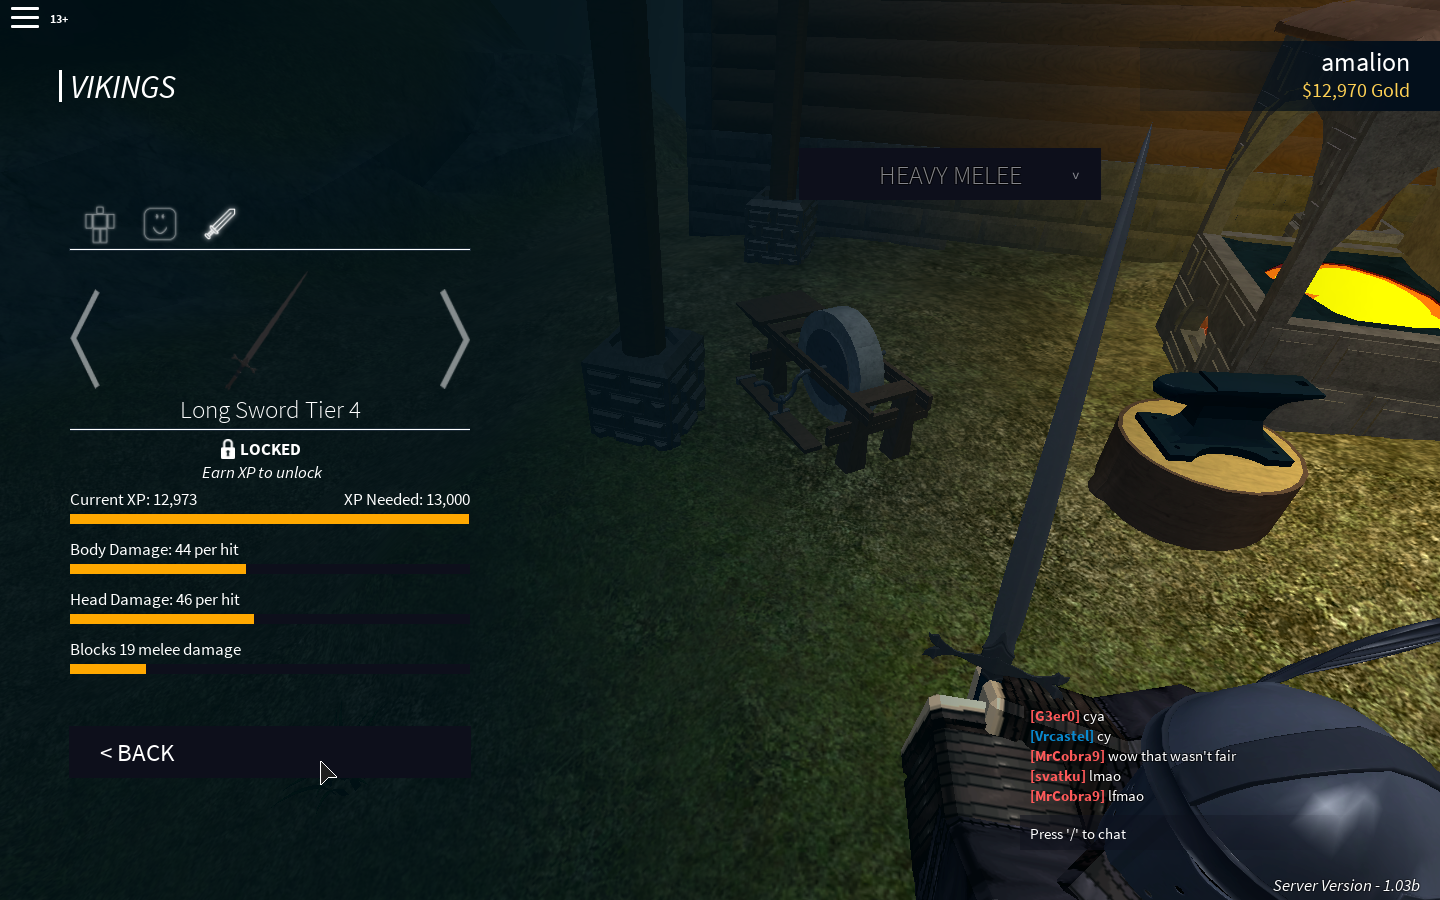 13+
VIKINGS
amalion
$12,970 Gold
HEAVY MELEE v
Long Sword Tier 4
LOCKED
Earn XP to unlock
Current XP: 12,973 XP Needed: 13,000
Body Damage: 44 per hit
Head Damage: 46 per hit
Blocks 19 melee damage
< BACK
[G3er0] cya
[Vrcastel] cy
[MrCobra9] wow that wasn't fair
[svatku] lmao
[MrCobra9] lfmao
Press '/' to chat
Server Version - 1.03b